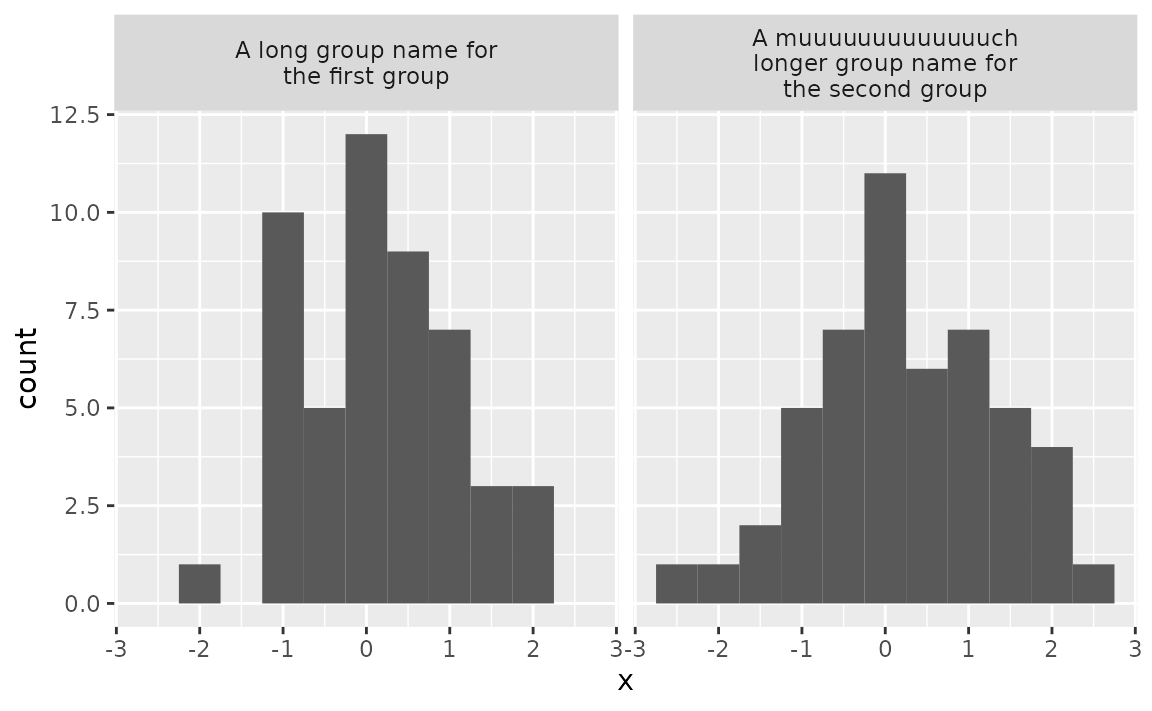 A long group name for
the first group
A muuuuuuuuuuuuuch
longer group name for
the second group
12.5
10.0
7.5
5.0
2.5
0.0
count
-3 -2 -1 0 1 2 3
-3 -2 -1 0 1 2 3
x